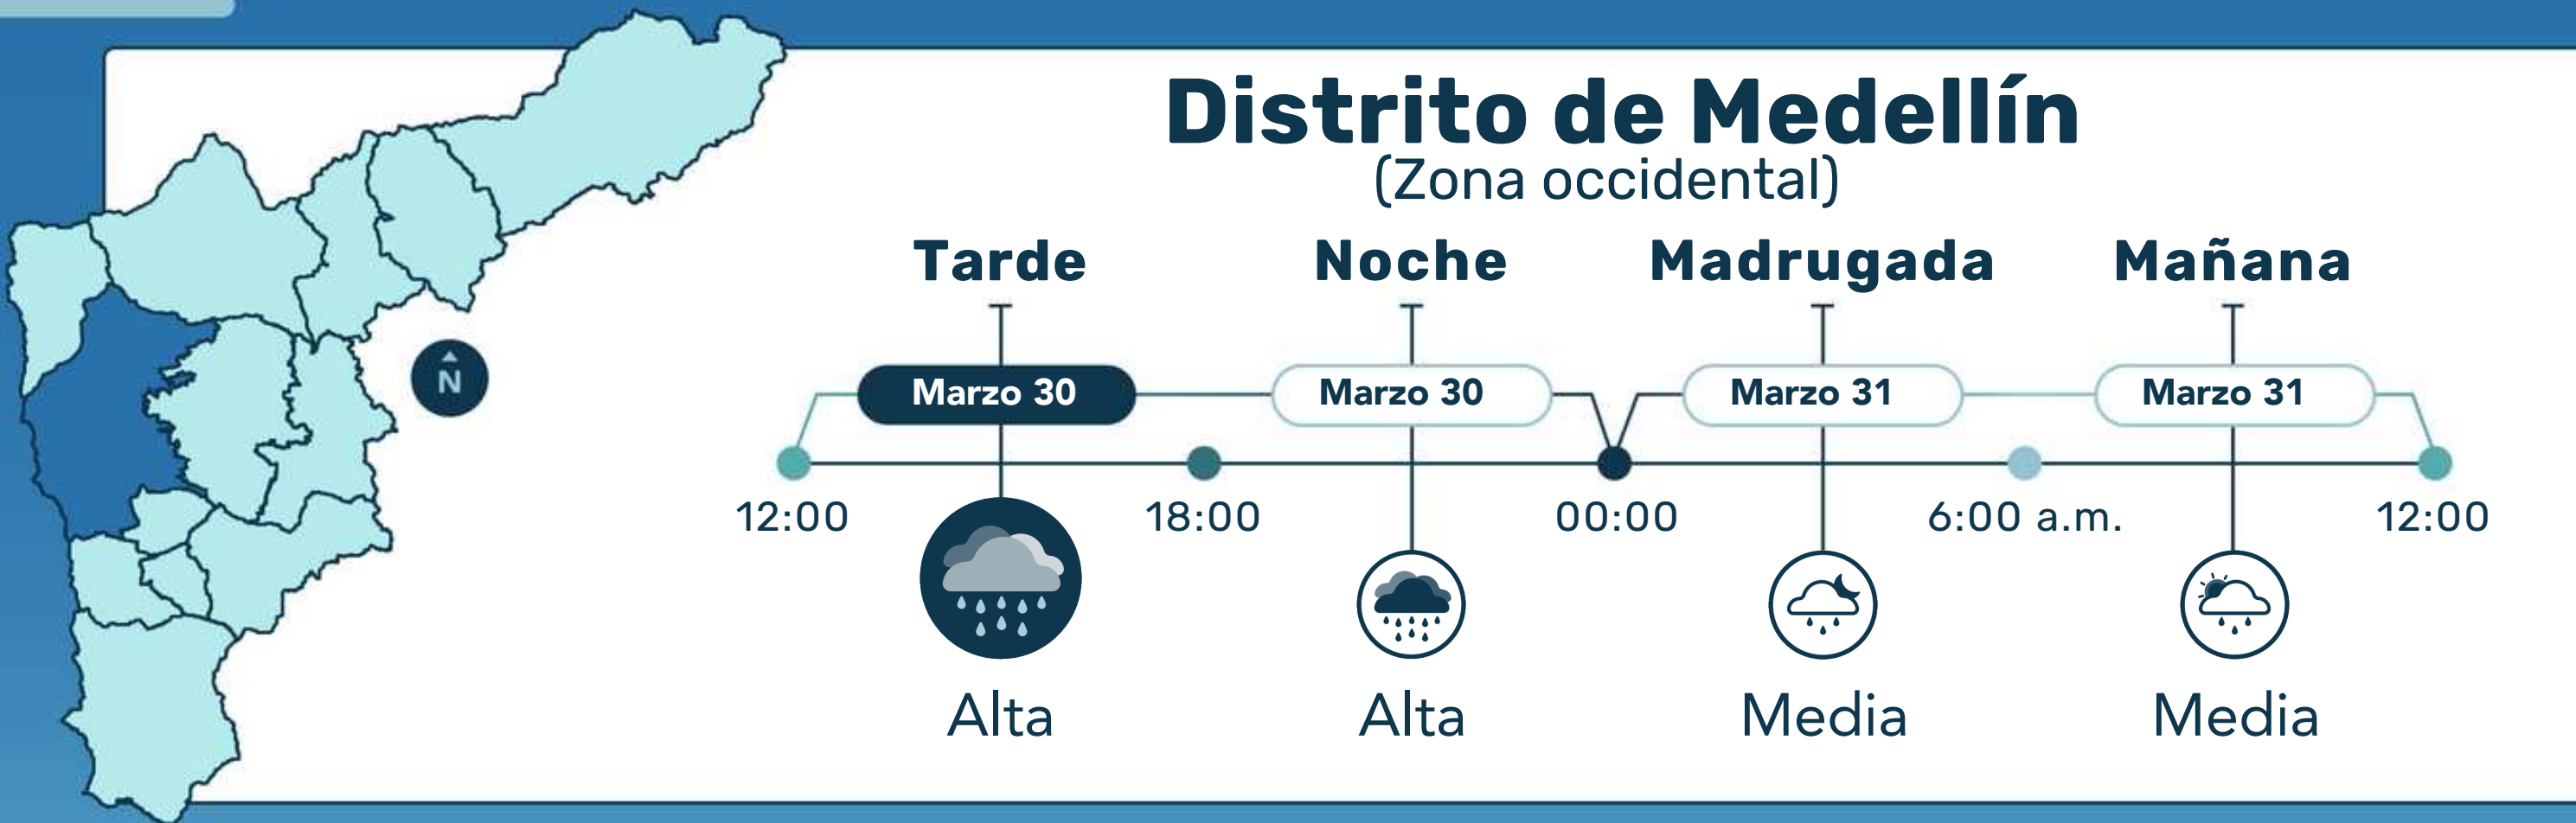 Distrito de Medellín
(Zona occidental)
Tarde Noche Madrugada Mañana
Marzo 30 Marzo 30 Marzo 31 Marzo 31
N
12:00 18:00 00:00 6:00 a.m. 12:00
Alta Alta Media Media